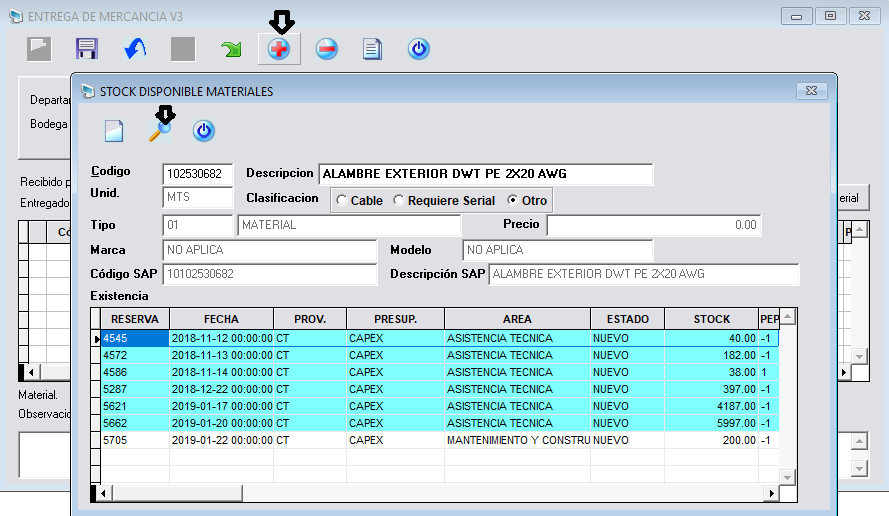 ENTREGA DE MERCANCIA V3
STOCK DISPONIBLE MATERIALES
Bodega
Codigo 102530682 Descripcion ALAMBRE EXTERIOR DWT PE 2X20 AWG
Unid. MTS Clasificacion Cable Requiere Serial Otro
Tipo 01 MATERIAL Precio 0.00
Marca NO APLICA Modelo NO APLICA
Código SAP 10102530682 Descripción SAP ALAMBRE EXTERIOR DWT PE 2X20 AWG
Existencia
RESERVA FECHA PROV. PRESUP. AREA ESTADO STOCK PEP
4545 2018-11-12 00:00:00 CT CAPEX ASISTENCIA TECNICA NUEVO 40.00 -1
4572 2018-11-13 00:00:00 CT CAPEX ASISTENCIA TECNICA NUEVO 182.00 -1
4586 2018-11-14 00:00:00 CT CAPEX ASISTENCIA TECNICA NUEVO 38.00 1
5287 2018-12-22 00:00:00 CT CAPEX ASISTENCIA TECNICA NUEVO 397.00 -1
5621 2019-01-17 00:00:00 CT CAPEX ASISTENCIA TECNICA NUEVO 4187.00 -1
5662 2019-01-20 00:00:00 CT CAPEX ASISTENCIA TECNICA NUEVO 5997.00 -1
5705 2019-01-22 00:00:00 CT CAPEX MANTENIMIENTO Y CONSTRU NUEVO 200.00 -1
Recibido p
Entregado
erial
Có
P
Material.
Observacio